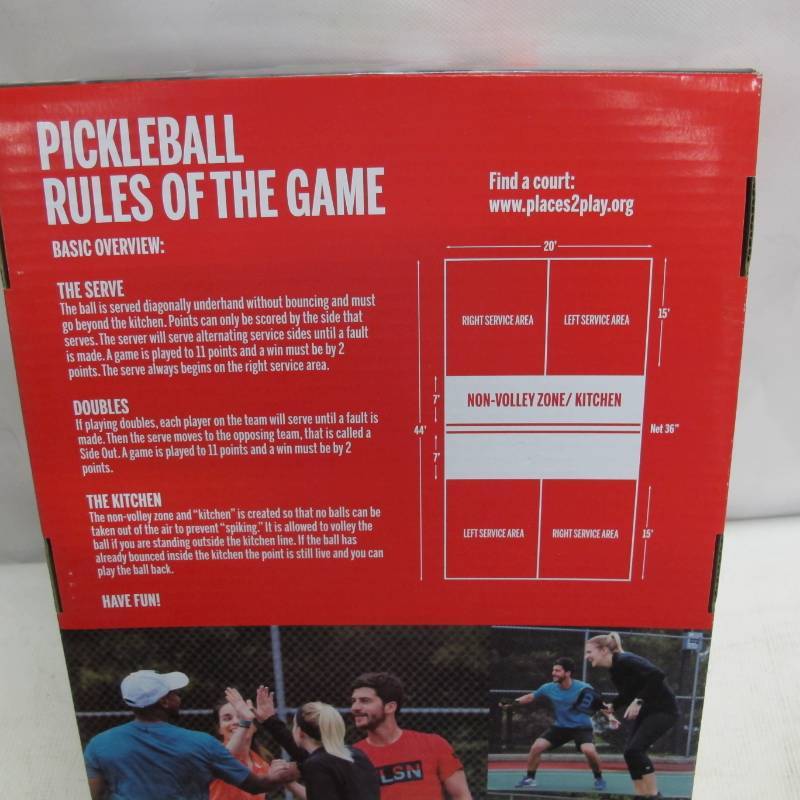 PICKLEBALL
RULES OF THE GAME
BASIC OVERVIEW:
THE SERVE
The ball is served diagonally underhand without bouncing and must
go beyond the kitchen. Points can only be scored by the side that
serves. The server will serve alternating service sides until a fault
is made. A game is played to 11 points and a win must be by 2
points. The serve always begins on the right service area.
DOUBLES
If playing doubles, each player on the team will serve until a fault is
made. Then the serve moves to the opposing team, that is called a
Side Out. A game is played to 11 points and a win must be by 2
points.
THE KITCHEN
The non-volley zone and "kitchen" is created so that no balls can be
taken out of the air to prevent "spiking." It is allowed to volley the
ball if you are standing outside the kitchen line. If the ball has
already bounced inside the kitchen the point is still live and you can
play the ball back.
HAVE FUN!
Find a court:
www.places2play.org
20'
RIGHT SERVICE AREA
LEFT SERVICE AREA
15'
NON-VOLLEY ZONE/ KITCHEN
7'
44'
Net 36"
7'
LEFT SERVICE AREA
RIGHT SERVICE AREA
15'
LSN